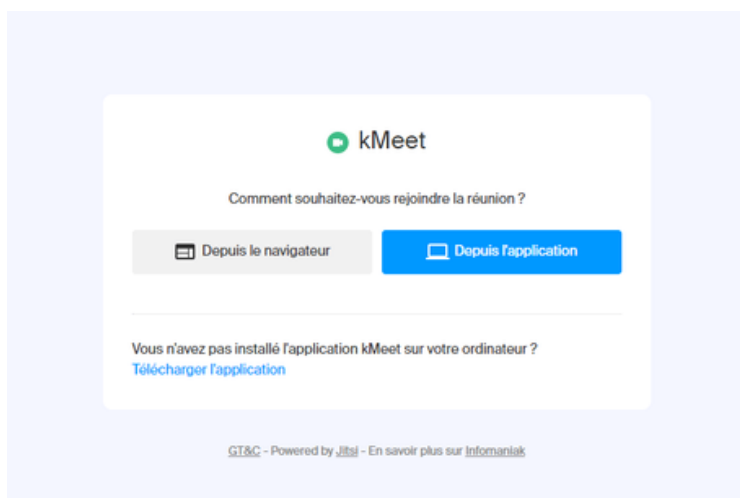 kMeet
Comment souhaitez-vous rejoindre la réunion ?
Depuis le navigateur
Depuis l'application
Vous n'avez pas installé l'application kMeet sur votre ordinateur ?
Télécharger l'application
GT&C - Powered by Jitsi - En savoir plus sur Infomaniak